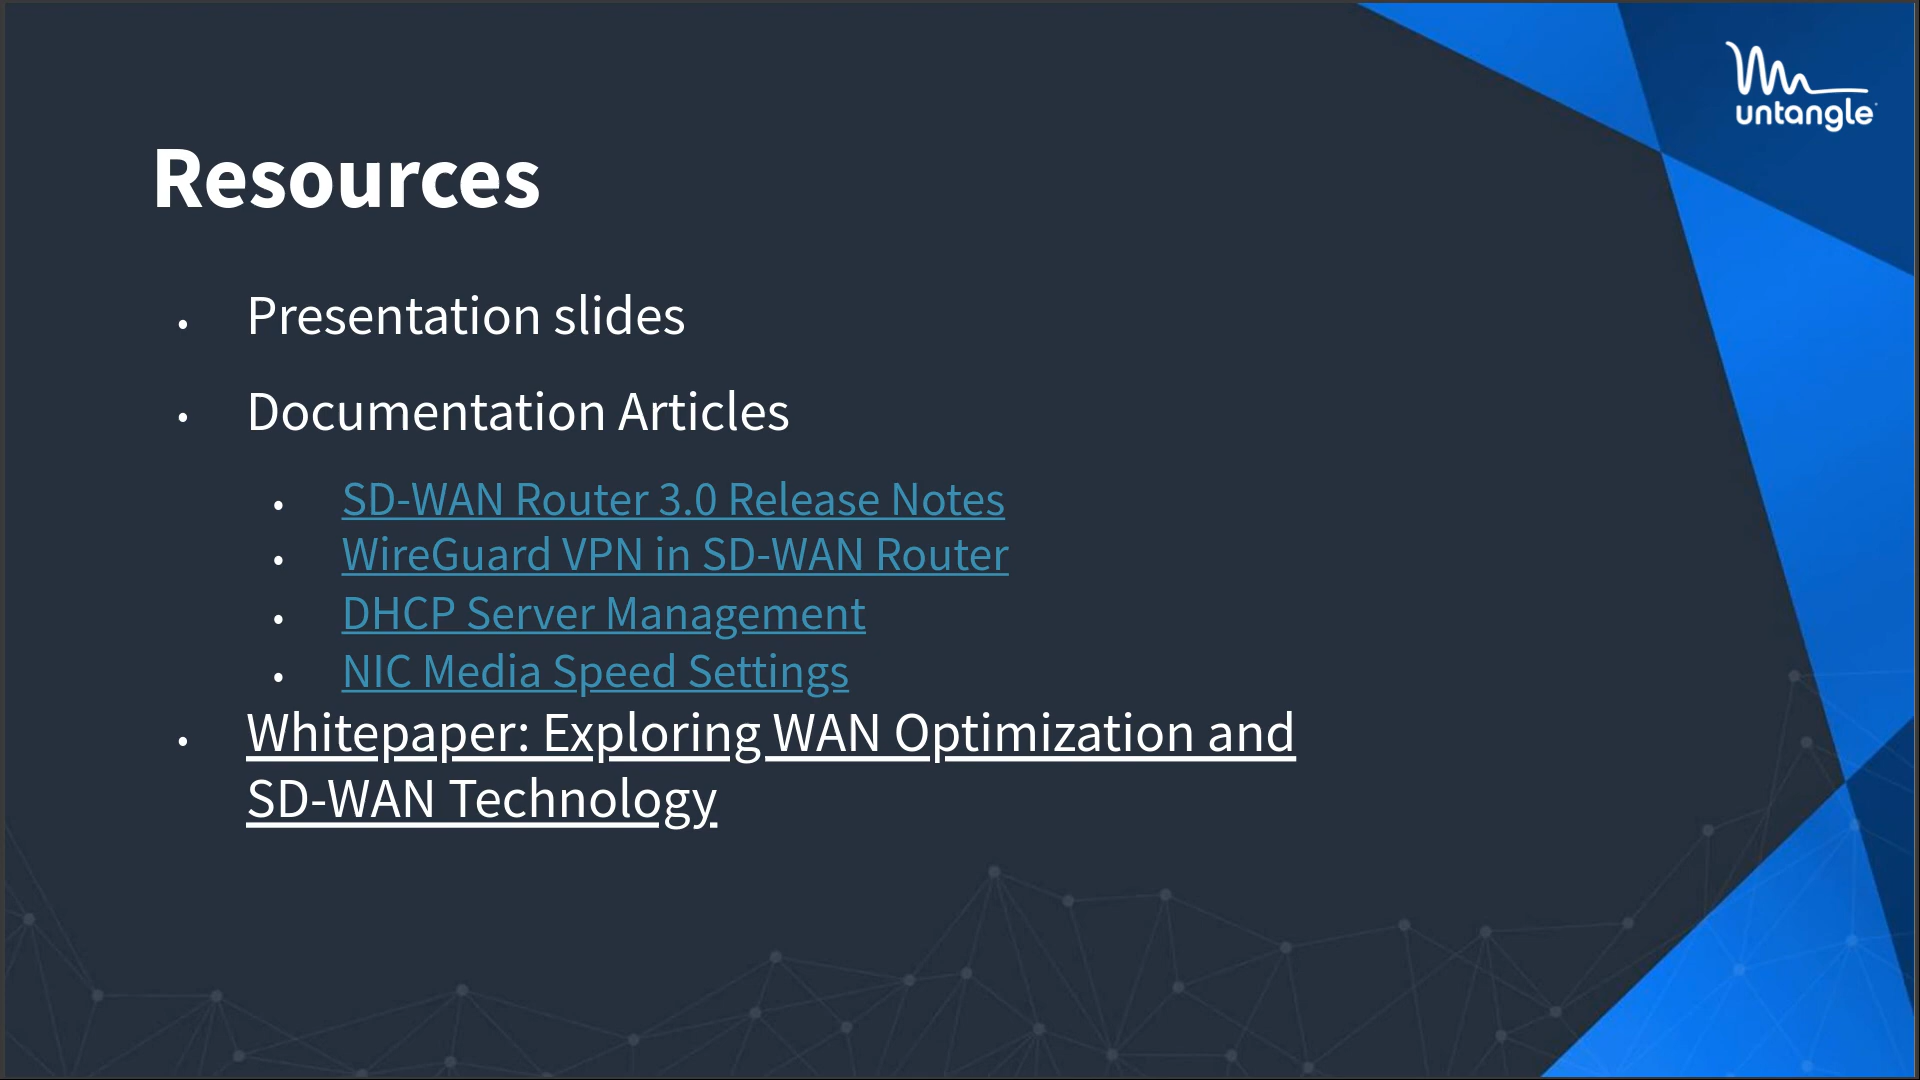 untangle
Resources
• Presentation slides
• Documentation Articles
• SD-WAN Router 3.0 Release Notes
• WireGuard VPN in SD-WAN Router
• DHCP Server Management
• NIC Media Speed Settings
• Whitepaper: Exploring WAN Optimization and
SD-WAN Technology